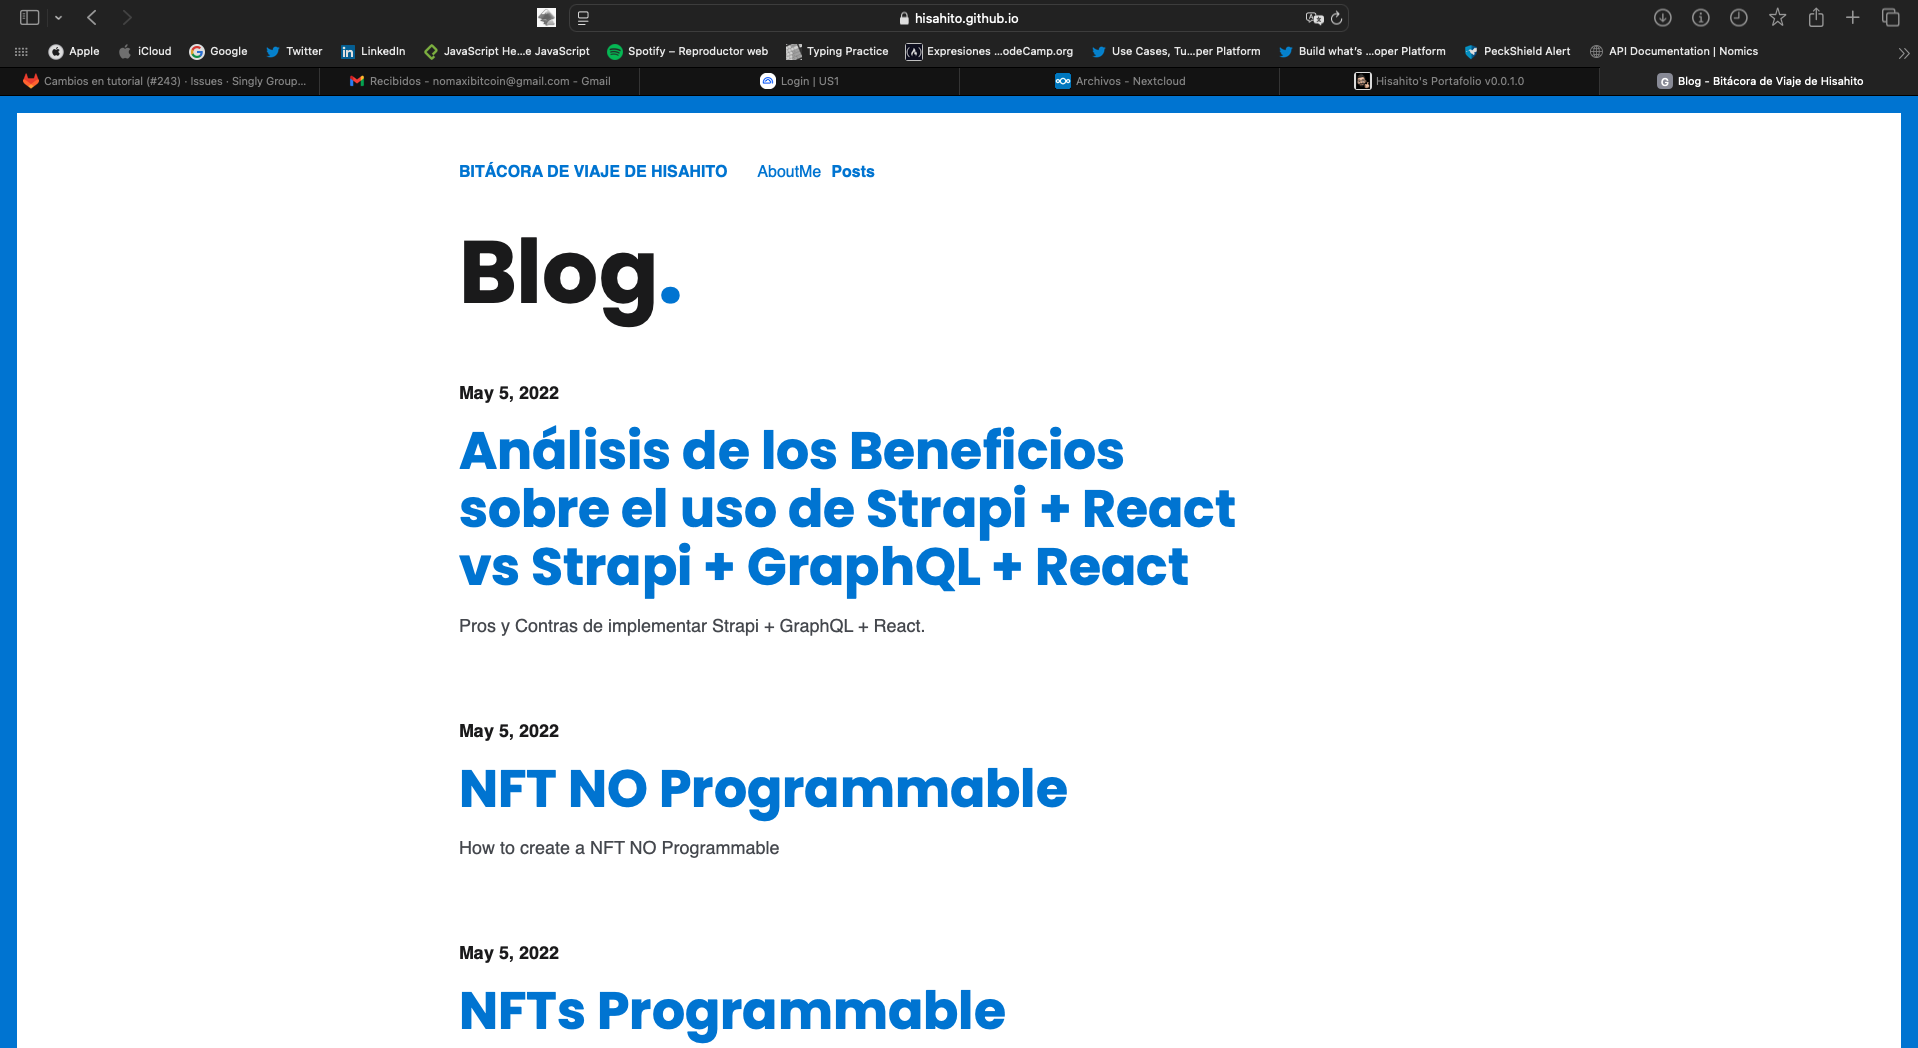 hisahito.github.io
Apple iCloud Google Twitter LinkedIn JavaScript He...e JavaScript Spotify – Reproductor web Typing Practice Expresiones ...odeCamp.org Use Cases, Tu...per Platform Build what's ...oper Platform PeckShield Alert API Documentation | Nomics
Cambios en tutorial (#243) · Issues · Singly Group... Recibidos - nomaxibitcoin@gmail.com - Gmail Login | US1 Archivos - Nextcloud Hisahito's Portafolio v0.0.1.0 G Blog - Bitácora de Viaje de Hisahito
BITÁCORA DE VIAJE DE HISAHITO AboutMe Posts
Blog.
May 5, 2022
Análisis de los Beneficios
sobre el uso de Strapi + React
vs Strapi + GraphQL + React
Pros y Contras de implementar Strapi + GraphQL + React.
May 5, 2022
NFT NO Programmable
How to create a NFT NO Programmable
May 5, 2022
NFTs Programmable